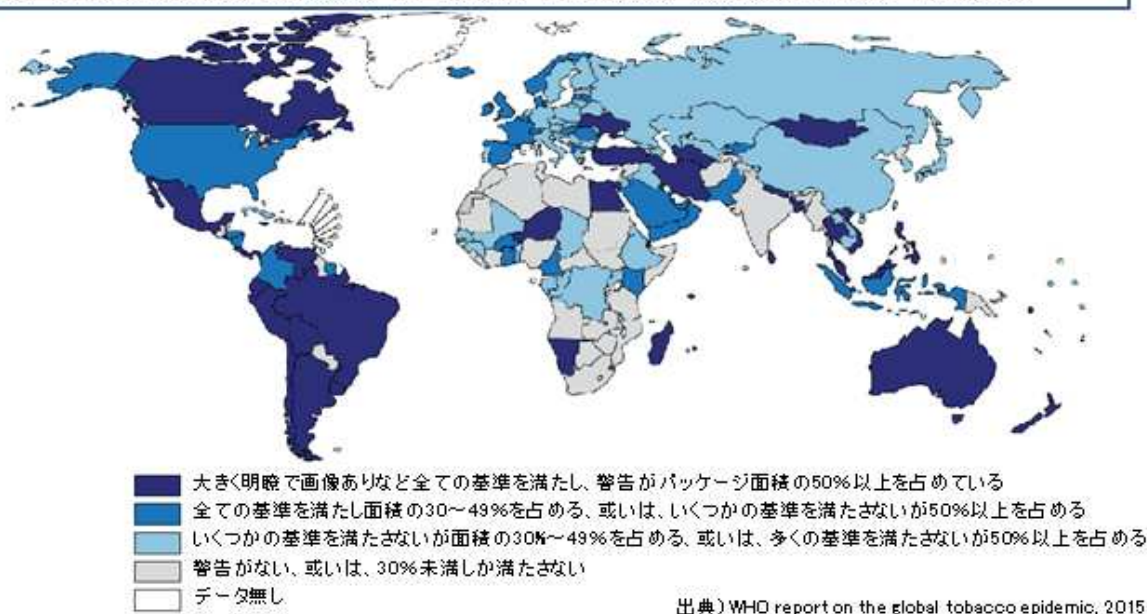 大きく明瞭で画像ありなど全ての基準を満たし、警告がパッケージ面積の50%以上を占めている
全ての基準を満たし面積の30～49%を占める、或いは、いくつかの基準を満たさないが50%以上を占める
いくつかの基準を満たさないが面積の30%～49%を占める、或いは、多くの基準を満たさないが50%以上を占める
警告がない、或いは、30%未満しか満たさない
データ無し
出典）WHO report on the global tobacco epidemic, 2015